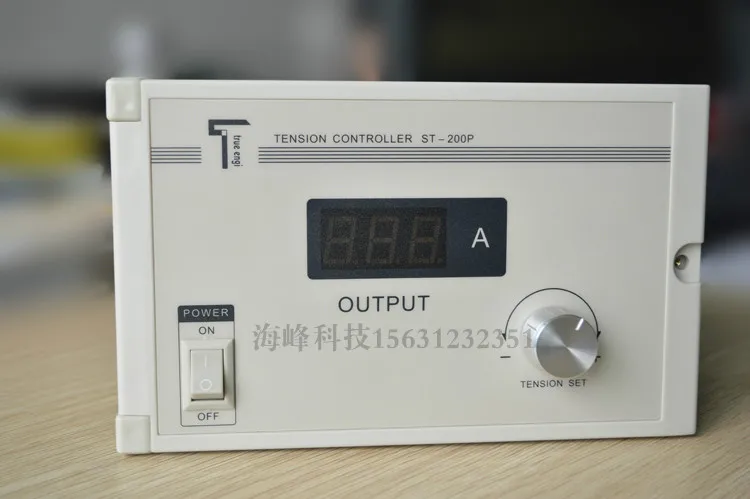 true engi
TENSION CONTROLLER ST-200P
A
OUTPUT
POWER
ON
OFF
海峰科技15631232351
TENSION SET